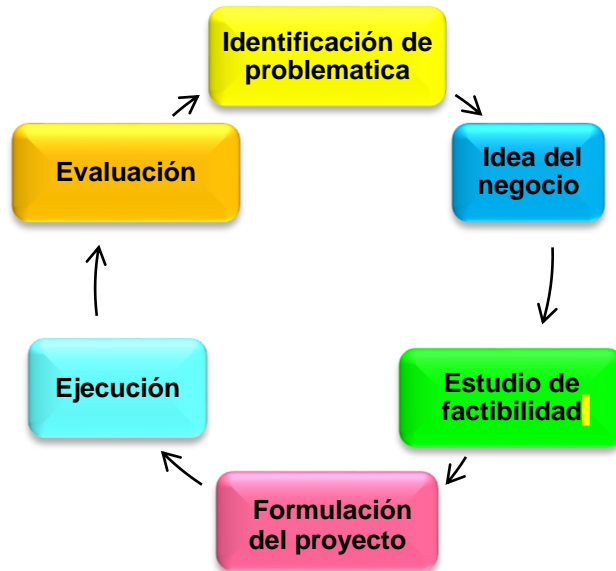 Identificación de
problematica
Idea del
negocio
Estudio de
factibilidad
Formulación
del proyecto
Ejecución
Evaluación